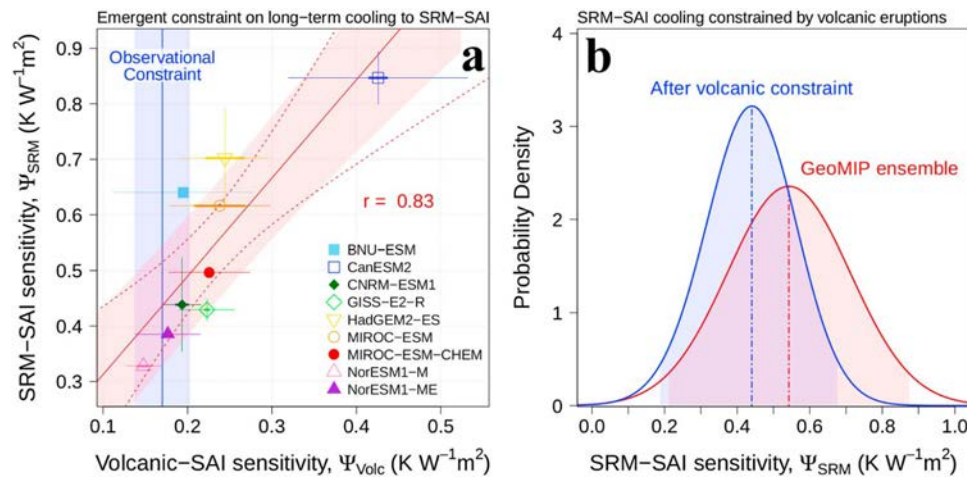 Emergent constraint on long−term cooling to SRM−SAI
a
Observational
Constraint
r = 0.83
BNU−ESM
CanESM2
CNRM−ESM1
GISS−E2−R
HadGEM2−ES
MIROC−ESM
MIROC−ESM−CHEM
NorESM1−M
NorESM1−ME
SRM−SAI sensitivity, Ψ_SRM (K W⁻¹m²)
0.9
0.8
0.7
0.6
0.5
0.4
0.3
0.1
0.2
0.3
0.4
0.5
Volcanic−SAI sensitivity, Ψ_Volc (K W⁻¹m²)
SRM−SAI cooling constrained by volcanic eruptions
b
After volcanic constraint
GeoMIP ensemble
Probability Density
4
3
2
1
0
0.0
0.2
0.4
0.6
0.8
1.0
SRM−SAI sensitivity, Ψ_SRM (K W⁻¹m²)